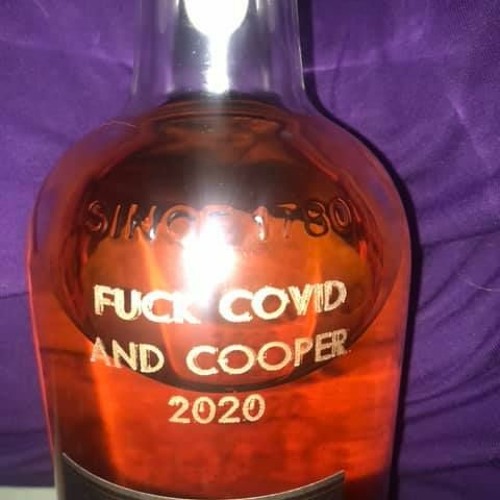 SINCE 1780
FUCK COVID
AND COOPER
2020